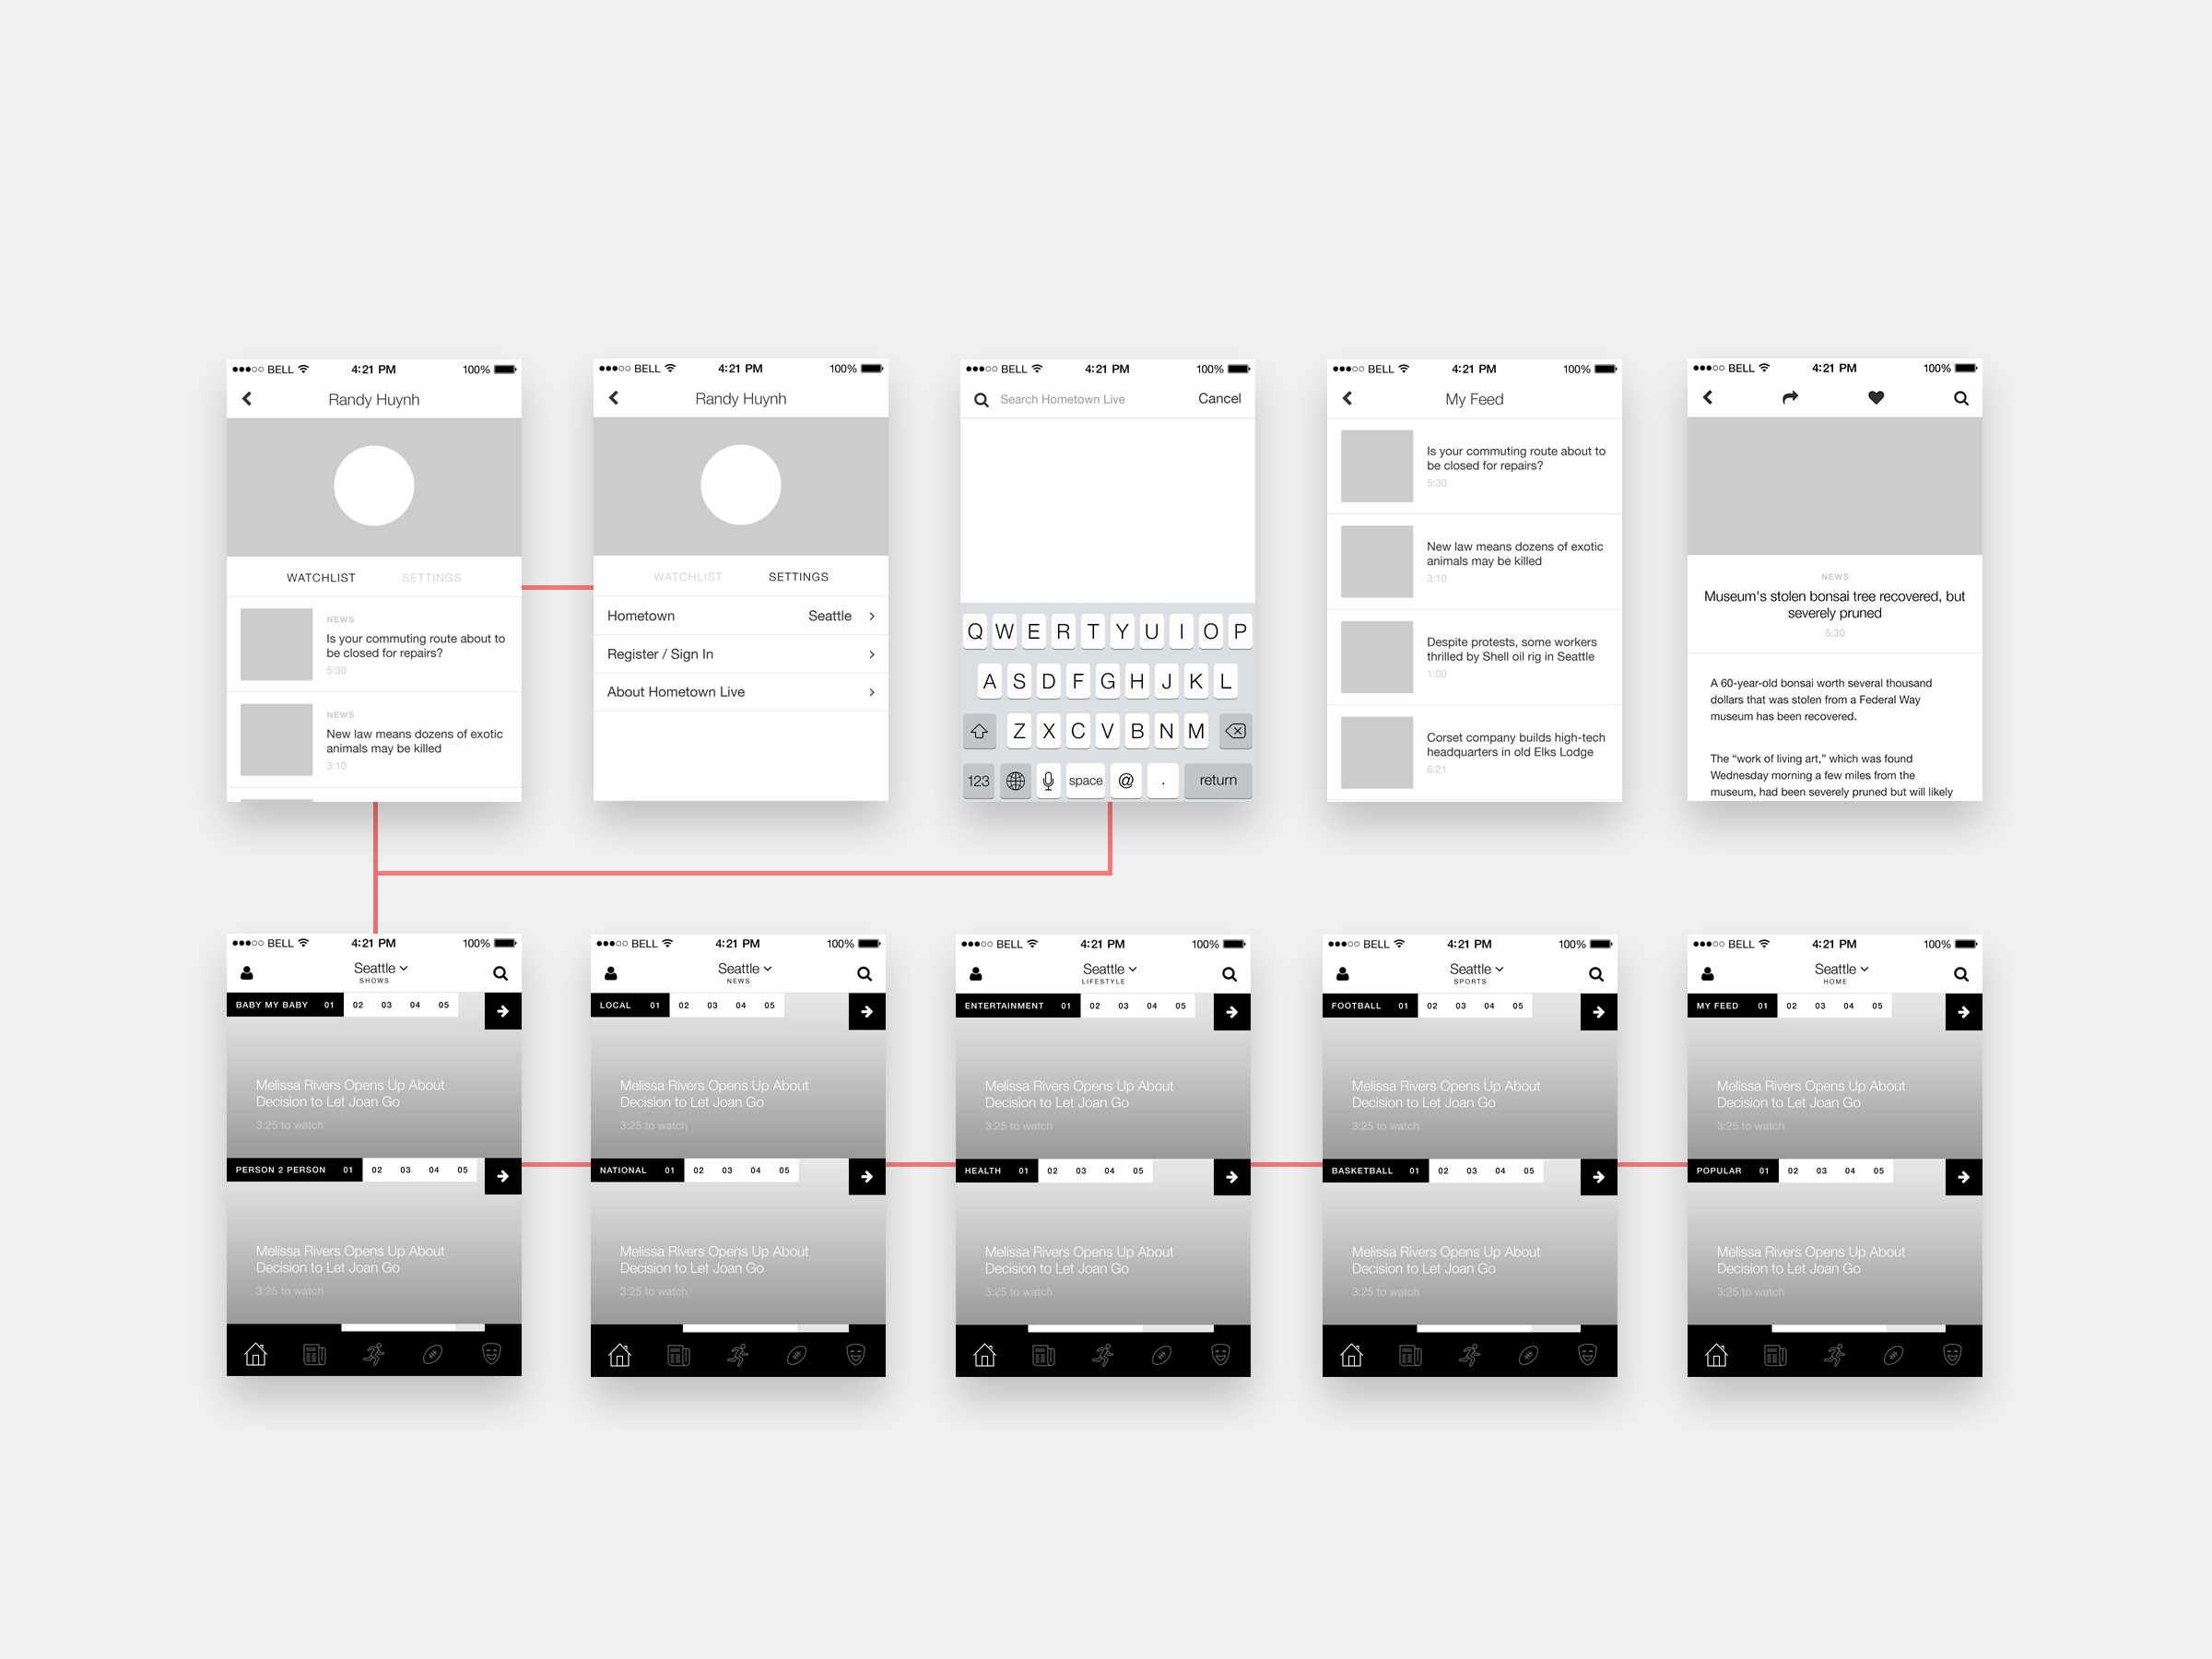 BELL 4:21 PM 100%
Randy Huynh
WATCHLIST SETTINGS
NEWS
Is your commuting route about to
be closed for repairs?
5:30
NEWS
New law means dozens of exotic
animals may be killed
3:10
BELL 4:21 PM 100%
Randy Huynh
WATCHLIST SETTINGS
Hometown Seattle
Register / Sign In
About Hometown Live
BELL 4:21 PM 100%
Search Hometown Live Cancel
Q W E R T Y U I O P
A S D F G H J K L
Z X C V B N M
123 space @ . return
BELL 4:21 PM 100%
My Feed
Is your commuting route about to
be closed for repairs?
5:30
New law means dozens of exotic
animals may be killed
3:10
Despite protests, some workers
thrilled by Shell oil rig in Seattle
1:00
Corset company builds high-tech
headquarters in old Elks Lodge
6:21
BELL 4:21 PM 100%
NEWS
Museum's stolen bonsai tree recovered, but
severely pruned
5:30
A 60-year-old bonsai worth several thousand
dollars that was stolen from a Federal Way
museum has been recovered.
The “work of living art,” which was found
Wednesday morning a few miles from the
museum, had been severely pruned but will likely
BELL 4:21 PM 100%
Seattle
SHOWS
BABY MY BABY 01 02 03 04 05
Melissa Rivers Opens Up About
Decision to Let Joan Go
3:25 to watch
PERSON 2 PERSON 01 02 03 04 05
Melissa Rivers Opens Up About
Decision to Let Joan Go
3:25 to watch
BELL 4:21 PM 100%
Seattle
NEWS
LOCAL 01 02 03 04 05
Melissa Rivers Opens Up About
Decision to Let Joan Go
3:25 to watch
NATIONAL 01 02 03 04 05
Melissa Rivers Opens Up About
Decision to Let Joan Go
3:25 to watch
BELL 4:21 PM 100%
Seattle
LIFESTYLE
ENTERTAINMENT 01 02 03 04 05
Melissa Rivers Opens Up About
Decision to Let Joan Go
3:25 to watch
HEALTH 01 02 03 04 05
Melissa Rivers Opens Up About
Decision to Let Joan Go
3:25 to watch
BELL 4:21 PM 100%
Seattle
SPORTS
FOOTBALL 01 02 03 04 05
Melissa Rivers Opens Up About
Decision to Let Joan Go
3:25 to watch
BASKETBALL 01 02 03 04 05
Melissa Rivers Opens Up About
Decision to Let Joan Go
3:25 to watch
BELL 4:21 PM 100%
Seattle
HOME
MY FEED 01 02 03 04 05
Melissa Rivers Opens Up About
Decision to Let Joan Go
3:25 to watch
POPULAR 01 02 03 04 05
Melissa Rivers Opens Up About
Decision to Let Joan Go
3:25 to watch